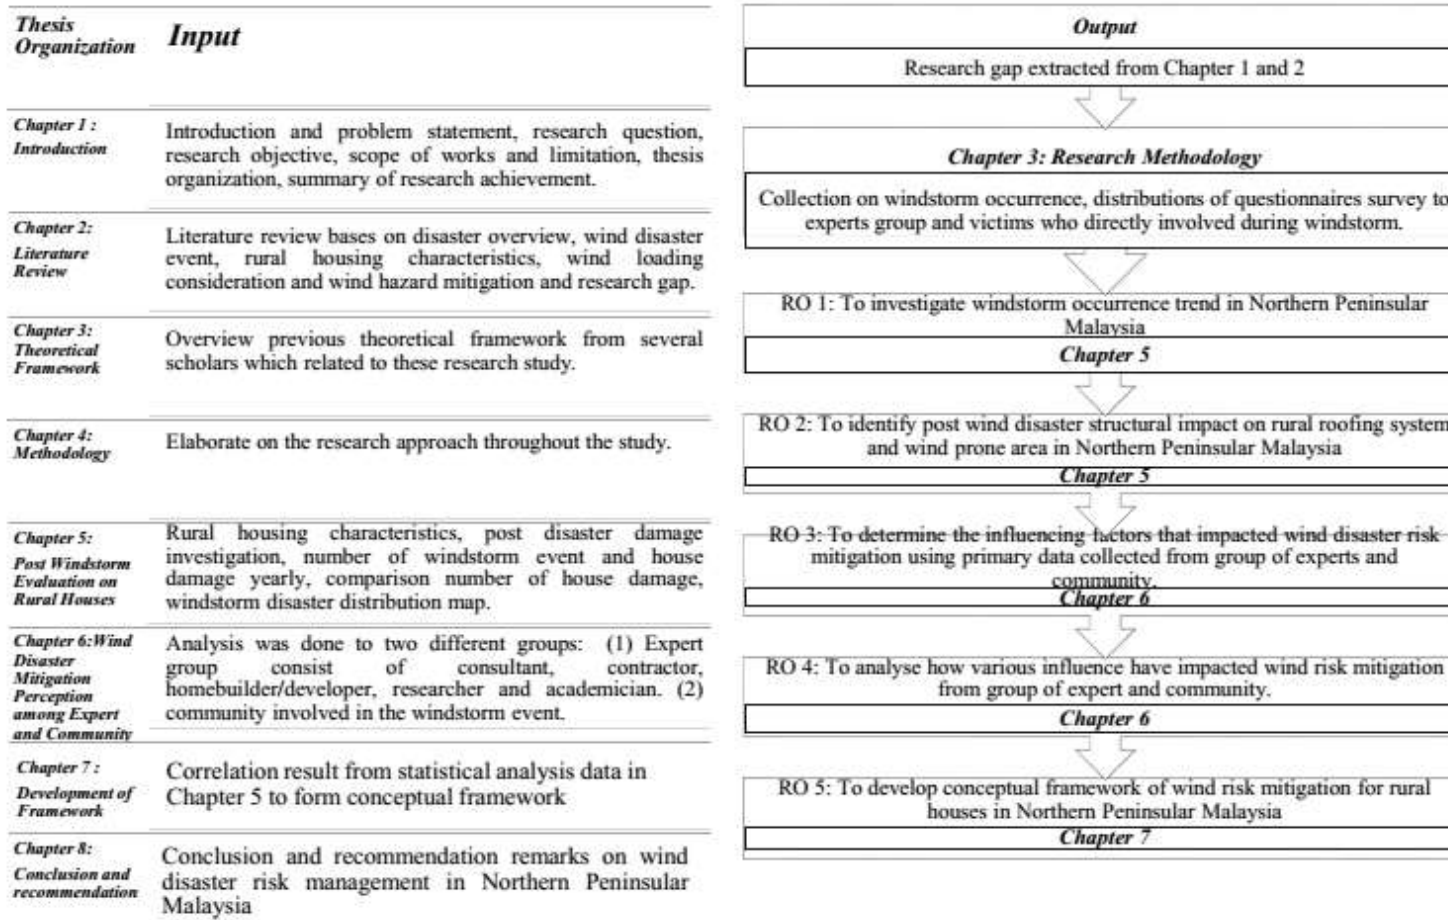 Thesis
Organization
Input
Chapter 1 :
Introduction
Introduction and problem statement, research question,
research objective, scope of works and limitation, thesis
organization, summary of research achievement.
Chapter 2:
Literature
Review
Literature review bases on disaster overview, wind disaster
event, rural housing characteristics, wind loading
consideration and wind hazard mitigation and research gap.
Chapter 3:
Theoretical
Framework
Overview previous theoretical framework from several
scholars which related to these research study.
Chapter 4:
Methodology
Elaborate on the research approach throughout the study.
Chapter 5:
Post Windstorm
Evaluation on
Rural Houses
Rural housing characteristics, post disaster damage
investigation, number of windstorm event and house
damage yearly, comparison number of house damage,
windstorm disaster distribution map.
Chapter 6:Wind
Disaster
Mitigation
Perception
among Expert
and Community
Analysis was done to two different groups: (1) Expert
group consist of consultant, contractor,
homebuilder/developer, researcher and academician. (2)
community involved in the windstorm event.
Chapter 7 :
Development of
Framework
Correlation result from statistical analysis data in
Chapter 5 to form conceptual framework
Chapter 8:
Conclusion and
recommendation
Conclusion and recommendation remarks on wind
disaster risk management in Northern Peninsular
Malaysia
Output
Research gap extracted from Chapter 1 and 2
Chapter 3: Research Methodology
Collection on windstorm occurrence, distributions of questionnaires survey to
experts group and victims who directly involved during windstorm.
RO 1: To investigate windstorm occurrence trend in Northern Peninsular
Malaysia
Chapter 5
RO 2: To identify post wind disaster structural impact on rural roofing system
and wind prone area in Northern Peninsular Malaysia
Chapter 5
RO 3: To determine the influencing factors that impacted wind disaster risk
mitigation using primary data collected from group of experts and
community.
Chapter 6
RO 4: To analyse how various influence have impacted wind risk mitigation
from group of expert and community.
Chapter 6
RO 5: To develop conceptual framework of wind risk mitigation for rural
houses in Northern Peninsular Malaysia
Chapter 7